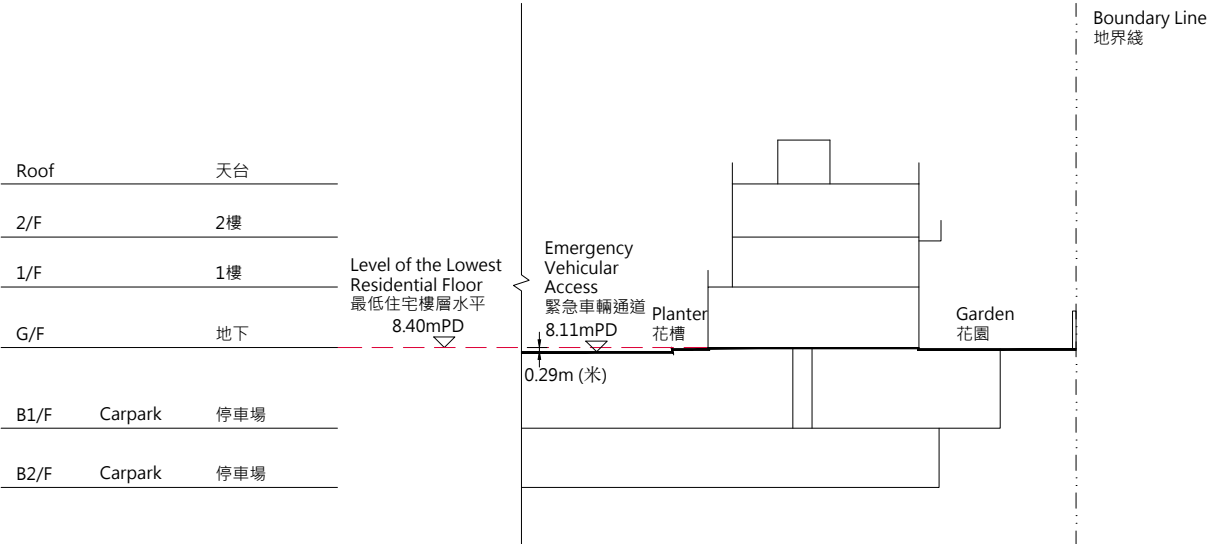 Boundary Line
地界綫
Roof 天台
2/F 2樓
1/F 1樓
G/F 地下
B1/F Carpark 停車場
B2/F Carpark 停車場
Level of the Lowest
Residential Floor
最低住宅樓層水平
8.40mPD
Emergency
Vehicular
Access
緊急車輛通道
8.11mPD
0.29m (米)
Planter
花槽
Garden
花園